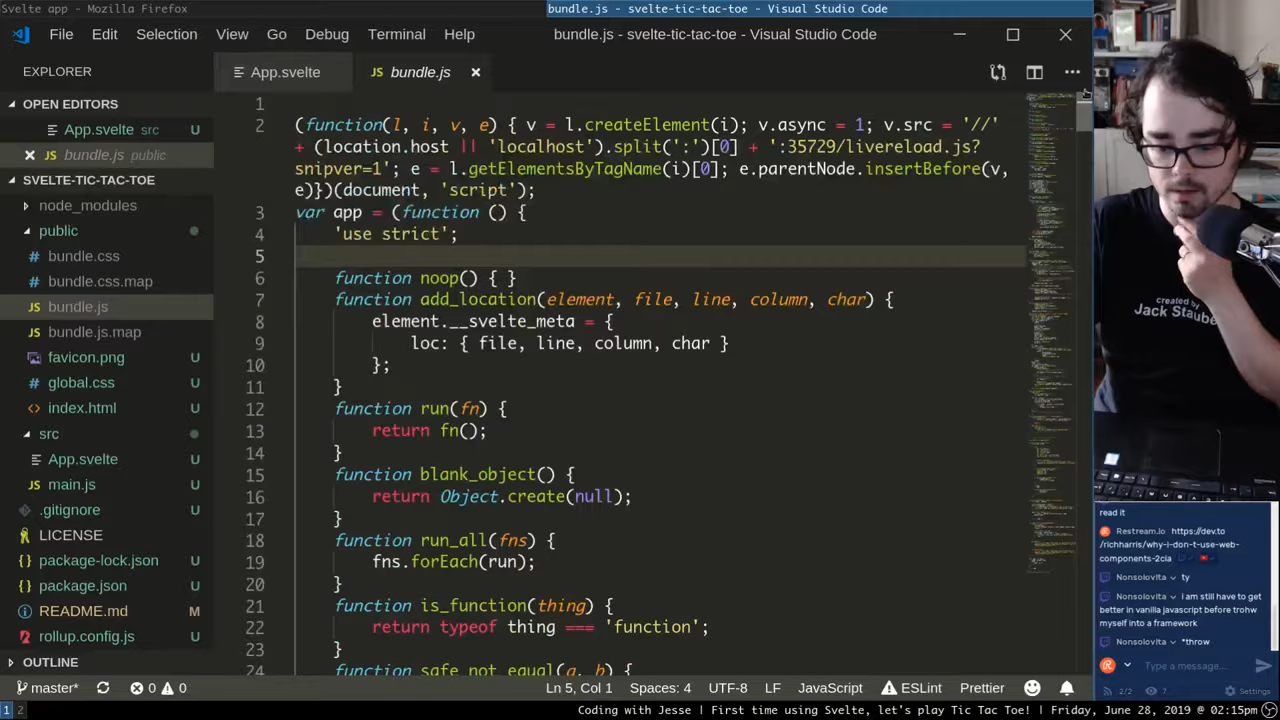 Svelte app - Mozilla Firefox
bundle.js - svelte-tic-tac-toe - Visual Studio Code
File Edit Selection View Go Debug Terminal Help
bundle.js - svelte-tic-tac-toe - Visual Studio Code
EXPLORER
App.svelte
bundle.js
OPEN EDITORS
App.svelte src U
bundle.js public U
SVELTE-TIC-TAC-TOE
node_modules
public
bundle.css U
bundle.css.map U
bundle.js U
bundle.js.map U
favicon.png U
global.css U
index.html U
src
App.svelte U
main.js U
.gitignore U
LICENSE U
package-lock.json U
package.json U
README.md M
rollup.config.js U
OUTLINE
1
2 (function(l, i, v, e) { v = l.createElement(i); v.async = 1; v.src = '//'
+ (location.host || 'localhost').split(':')[0] + ':35729/livereload.js?
snipver=1'; e = l.getElementsByTagName(i)[0]; e.parentNode.insertBefore(v,
e)})(document, 'script');
3 var app = (function () {
4 'use strict';
5
6 function noop() { }
7 function add_location(element, file, line, column, char) {
8 element.__svelte_meta = {
9 loc: { file, line, column, char }
10 };
11 }
12 function run(fn) {
13 return fn();
14 }
15 function blank_object() {
16 return Object.create(null);
17 }
18 function run_all(fns) {
19 fns.forEach(run);
20 }
21 function is_function(thing) {
22 return typeof thing === 'function';
23 }
24 function safe_not_equal(a, b) {
master* 0 0
Ln 5, Col 1 Spaces: 4 UTF-8 LF JavaScript ESLint Prettier
created by
Jack Staube
read it
Restream.io https://dev.to
/richharris/why-i-don-t-use-web-
components-2cia
Nonsolovita ty
Nonsolovita i am still have to get
better in vanilla javascript before trohw
myself into a framework
Nonsolovita *throw
Type a message...
2/2 7 Settings
1 2
Coding with Jesse | First time using Svelte, let's play Tic Tac Toe! | Friday, June 28, 2019 @ 02:15pm